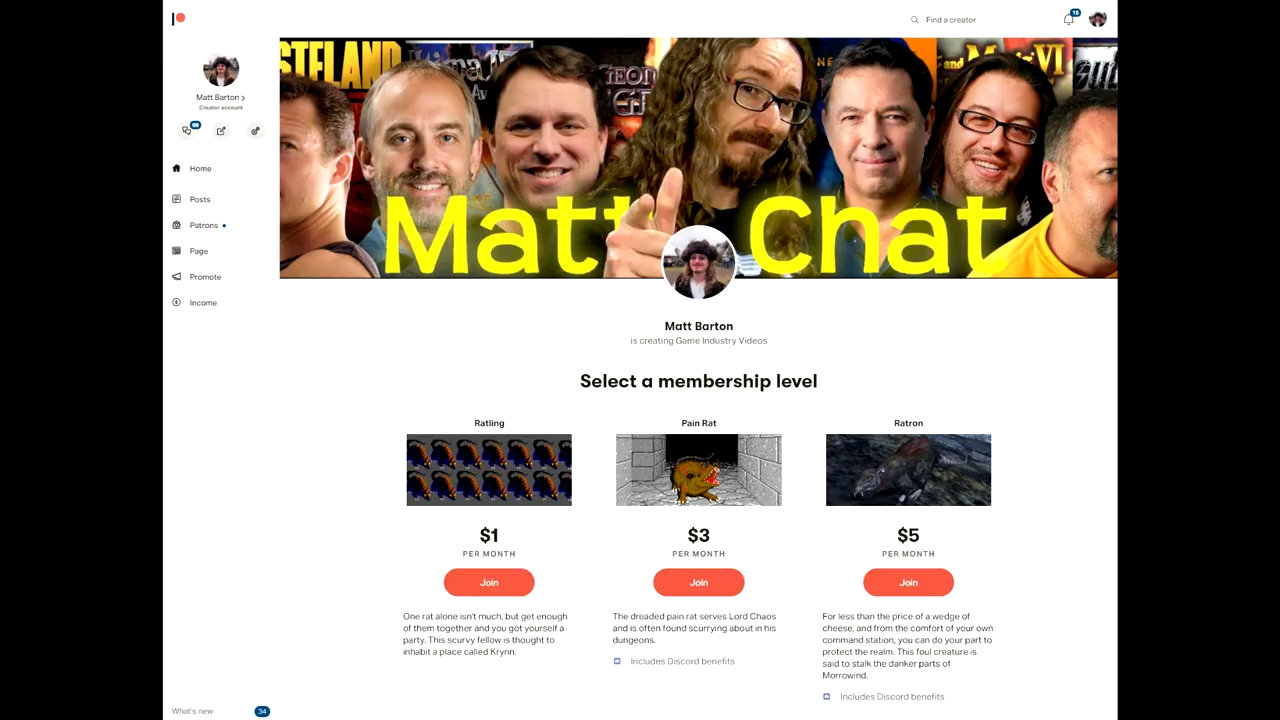 Find a creator
15
Matt Barton
Creator account
Home
Posts
Patrons
Page
Promote
Income
WASTELAND
and Magic VI
Matt Chat
Matt Barton
is creating Game Industry Videos
Select a membership level
Ratling
$1
PER MONTH
Join
One rat alone isn't much, but get enough
of them together and you got yourself a
party. This scurvy fellow is thought to
inhabit a place called Krynn.
Pain Rat
$3
PER MONTH
Join
The dreaded pain rat serves Lord Chaos
and is often found scurrying about in his
dungeons.
Includes Discord benefits
Ratron
$5
PER MONTH
Join
For less than the price of a wedge of
cheese, and from the comfort of your own
command station, you can do your part to
protect the realm. This foul creature is
said to stalk the danker parts of
Morrowind.
Includes Discord benefits
What's new
34